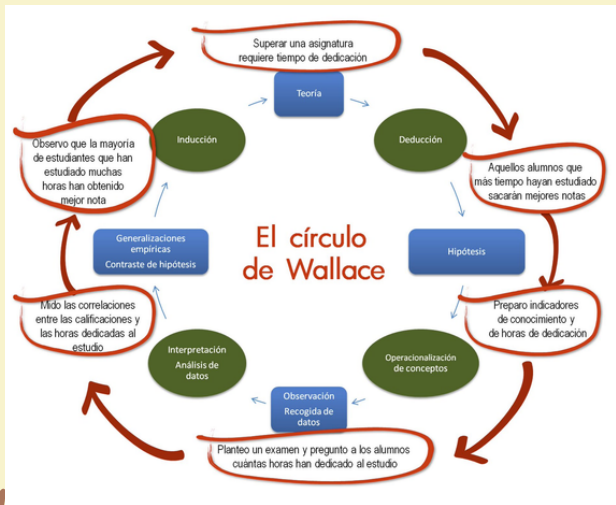 Superar una asignatura
requiere tiempo de dedicación
Teoría
Deducción
Aquellos alumnos que
más tiempo hayan estudiado
sacarán mejores notas
Hipótesis
Preparo indicadores
de conocimiento y
de horas de dedicación
Operacionalización
de conceptos
Observación
Recogida de
datos
Planteo un examen y pregunto a los alumnos
cuántas horas han dedicado al estudio
Interpretación
Análisis de
datos
Mido las correlaciones
entre las calificaciones y
las horas dedicadas al
estudio
Generalizaciones
empíricas
Contraste de hipótesis
Observo que la mayoría
de estudiantes que han
estudiado muchas
horas han obtenido
mejor nota
Inducción
El círculo
de Wallace